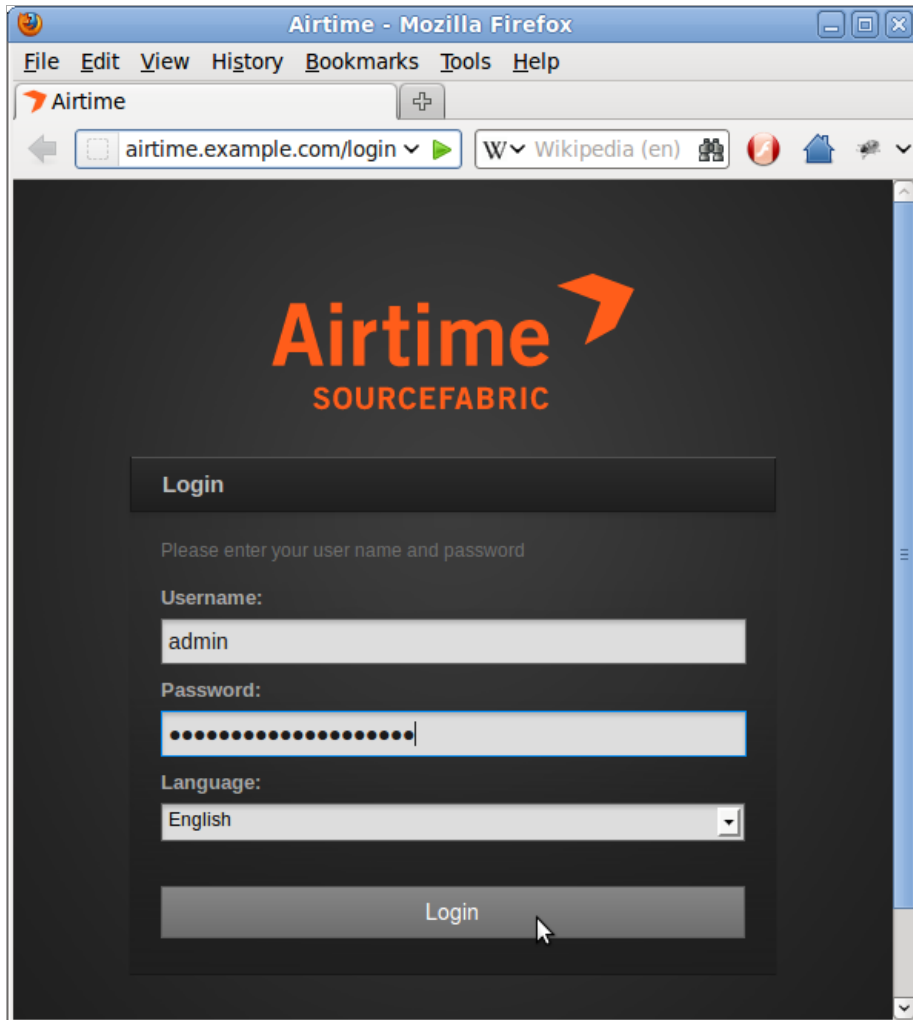 Airtime - Mozilla Firefox
File Edit View History Bookmarks Tools Help
Airtime
airtime.example.com/login W Wikipedia (en)
Airtime
SOURCEFABRIC
Login
Please enter your user name and password
Username:
admin
Password:
••••••••••••••••••••
Language:
English
Login